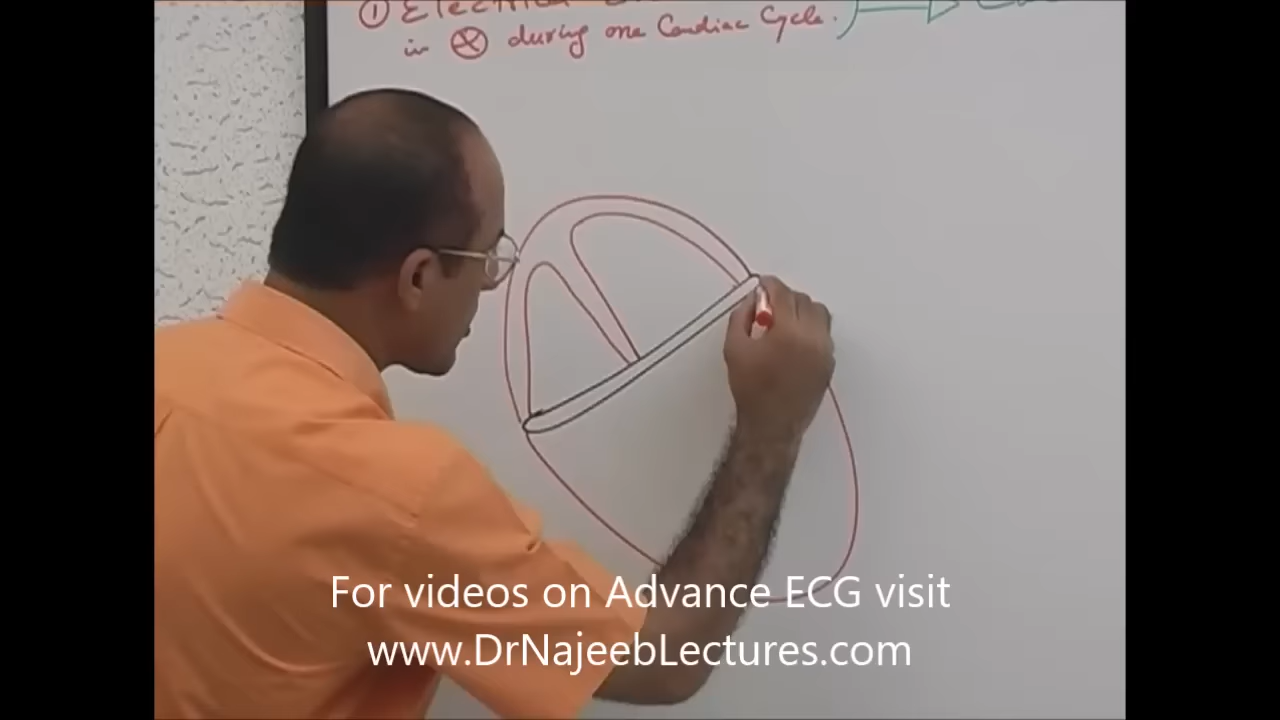 ① Electrical
in ⊗ during one Cardiac Cycle.
For videos on Advance ECG visit
www.DrNajeebLectures.com